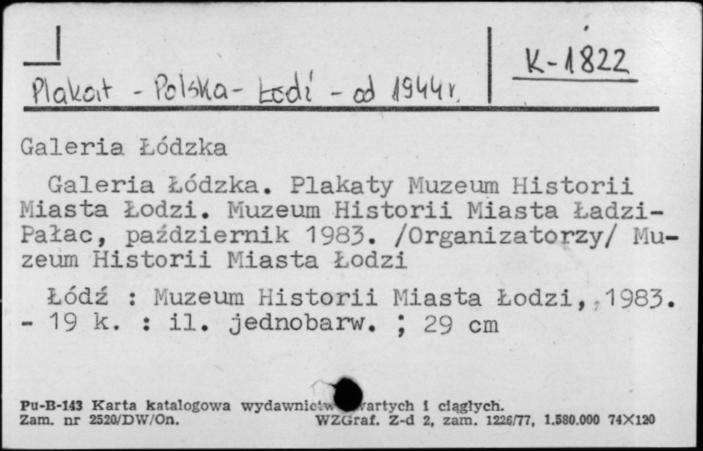 K-1822
Plakat - Polska - Łódź - od 1944 r.
Galeria Łódzka
Galeria Łódzka. Plakaty Muzeum Historii
Miasta Łodzi. Muzeum Historii Miasta Ładzi-
Pałac, październik 1983. /Organizatorzy/ Mu-
zeum Historii Miasta Łodzi
Łódź : Muzeum Historii Miasta Łodzi, 1983.
- 19 k. : il. jednobarw. ; 29 cm
Pu-B-143 Karta katalogowa i ciągłych.
Zam. nr 2520/DW/On. WZGraf. Z-d 2, zam. 1226/77, 1.580.000 74X120